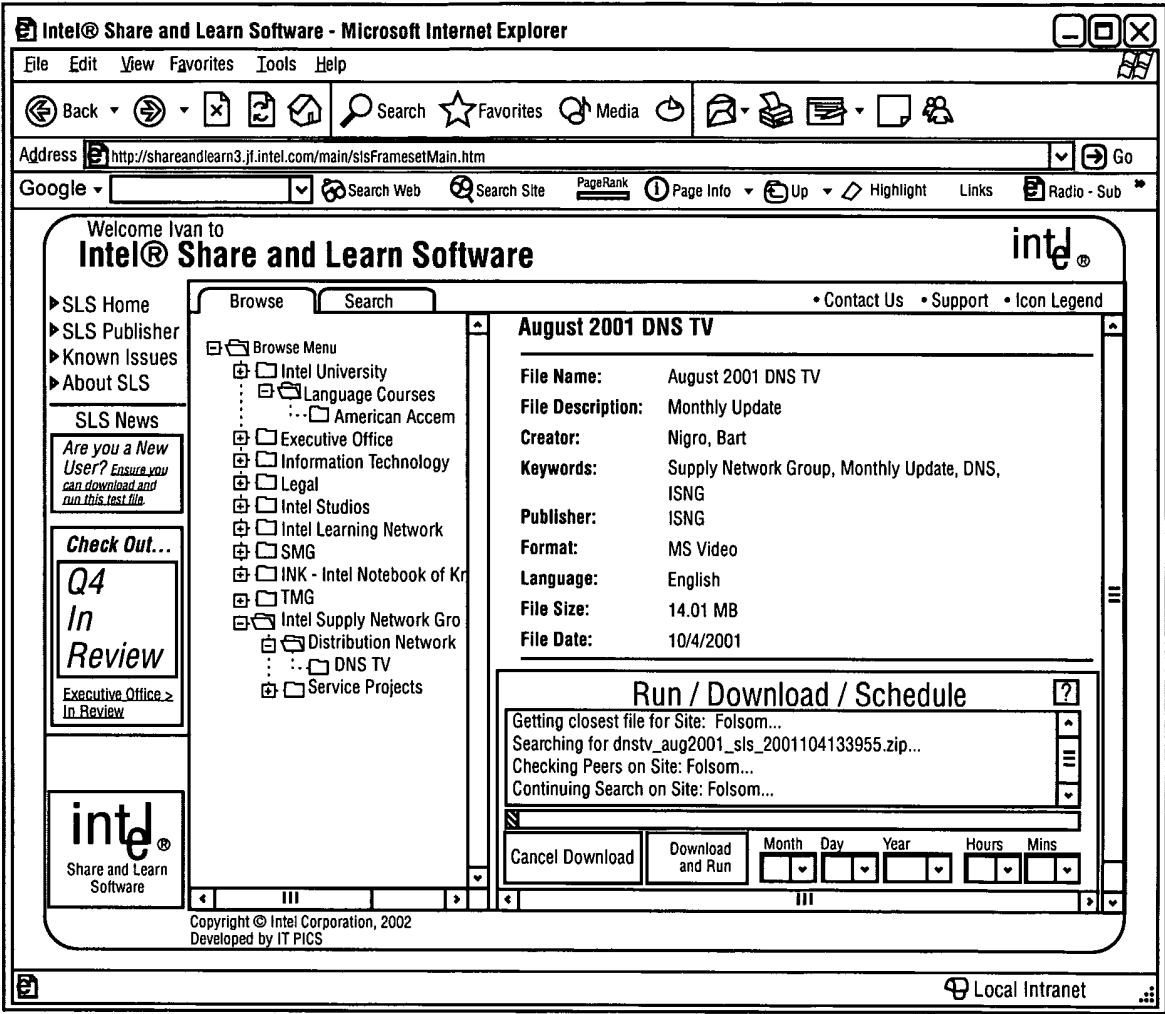 Intel® Share and Learn Software - Microsoft Internet Explorer
File Edit View Favorites Tools Help
Back Search Favorites Media
Address http://shareandlearn3.jf.intel.com/main/slsFramesetMain.htm Go
Google Search Web Search Site PageRank Page Info Up Highlight Links Radio - Sub »
Welcome Ivan to
Intel® Share and Learn Software
intel®
SLS Home
SLS Publisher
Known Issues
About SLS
SLS News
Are you a New
User? Ensure you
can download and
run this test file.
Check Out...
Q4
In
Review
Executive Office >
In Review
intel®
Share and Learn
Software
Browse Search
• Contact Us • Support • Icon Legend
Browse Menu
Intel University
Language Courses
American Accem
Executive Office
Information Technology
Legal
Intel Studios
Intel Learning Network
SMG
INK - Intel Notebook of Kr
TMG
Intel Supply Network Gro
Distribution Network
DNS TV
Service Projects
August 2001 DNS TV
File Name: August 2001 DNS TV
File Description: Monthly Update
Creator: Nigro, Bart
Keywords: Supply Network Group, Monthly Update, DNS,
ISNG
Publisher: ISNG
Format: MS Video
Language: English
File Size: 14.01 MB
File Date: 10/4/2001
Run / Download / Schedule ?
Getting closest file for Site: Folsom...
Searching for dnstv_aug2001_sls_2001104133955.zip...
Checking Peers on Site: Folsom...
Continuing Search on Site: Folsom...
Cancel Download
Download
and Run
Month Day Year Hours Mins
Copyright © Intel Corporation, 2002
Developed by IT PICS
Local Intranet